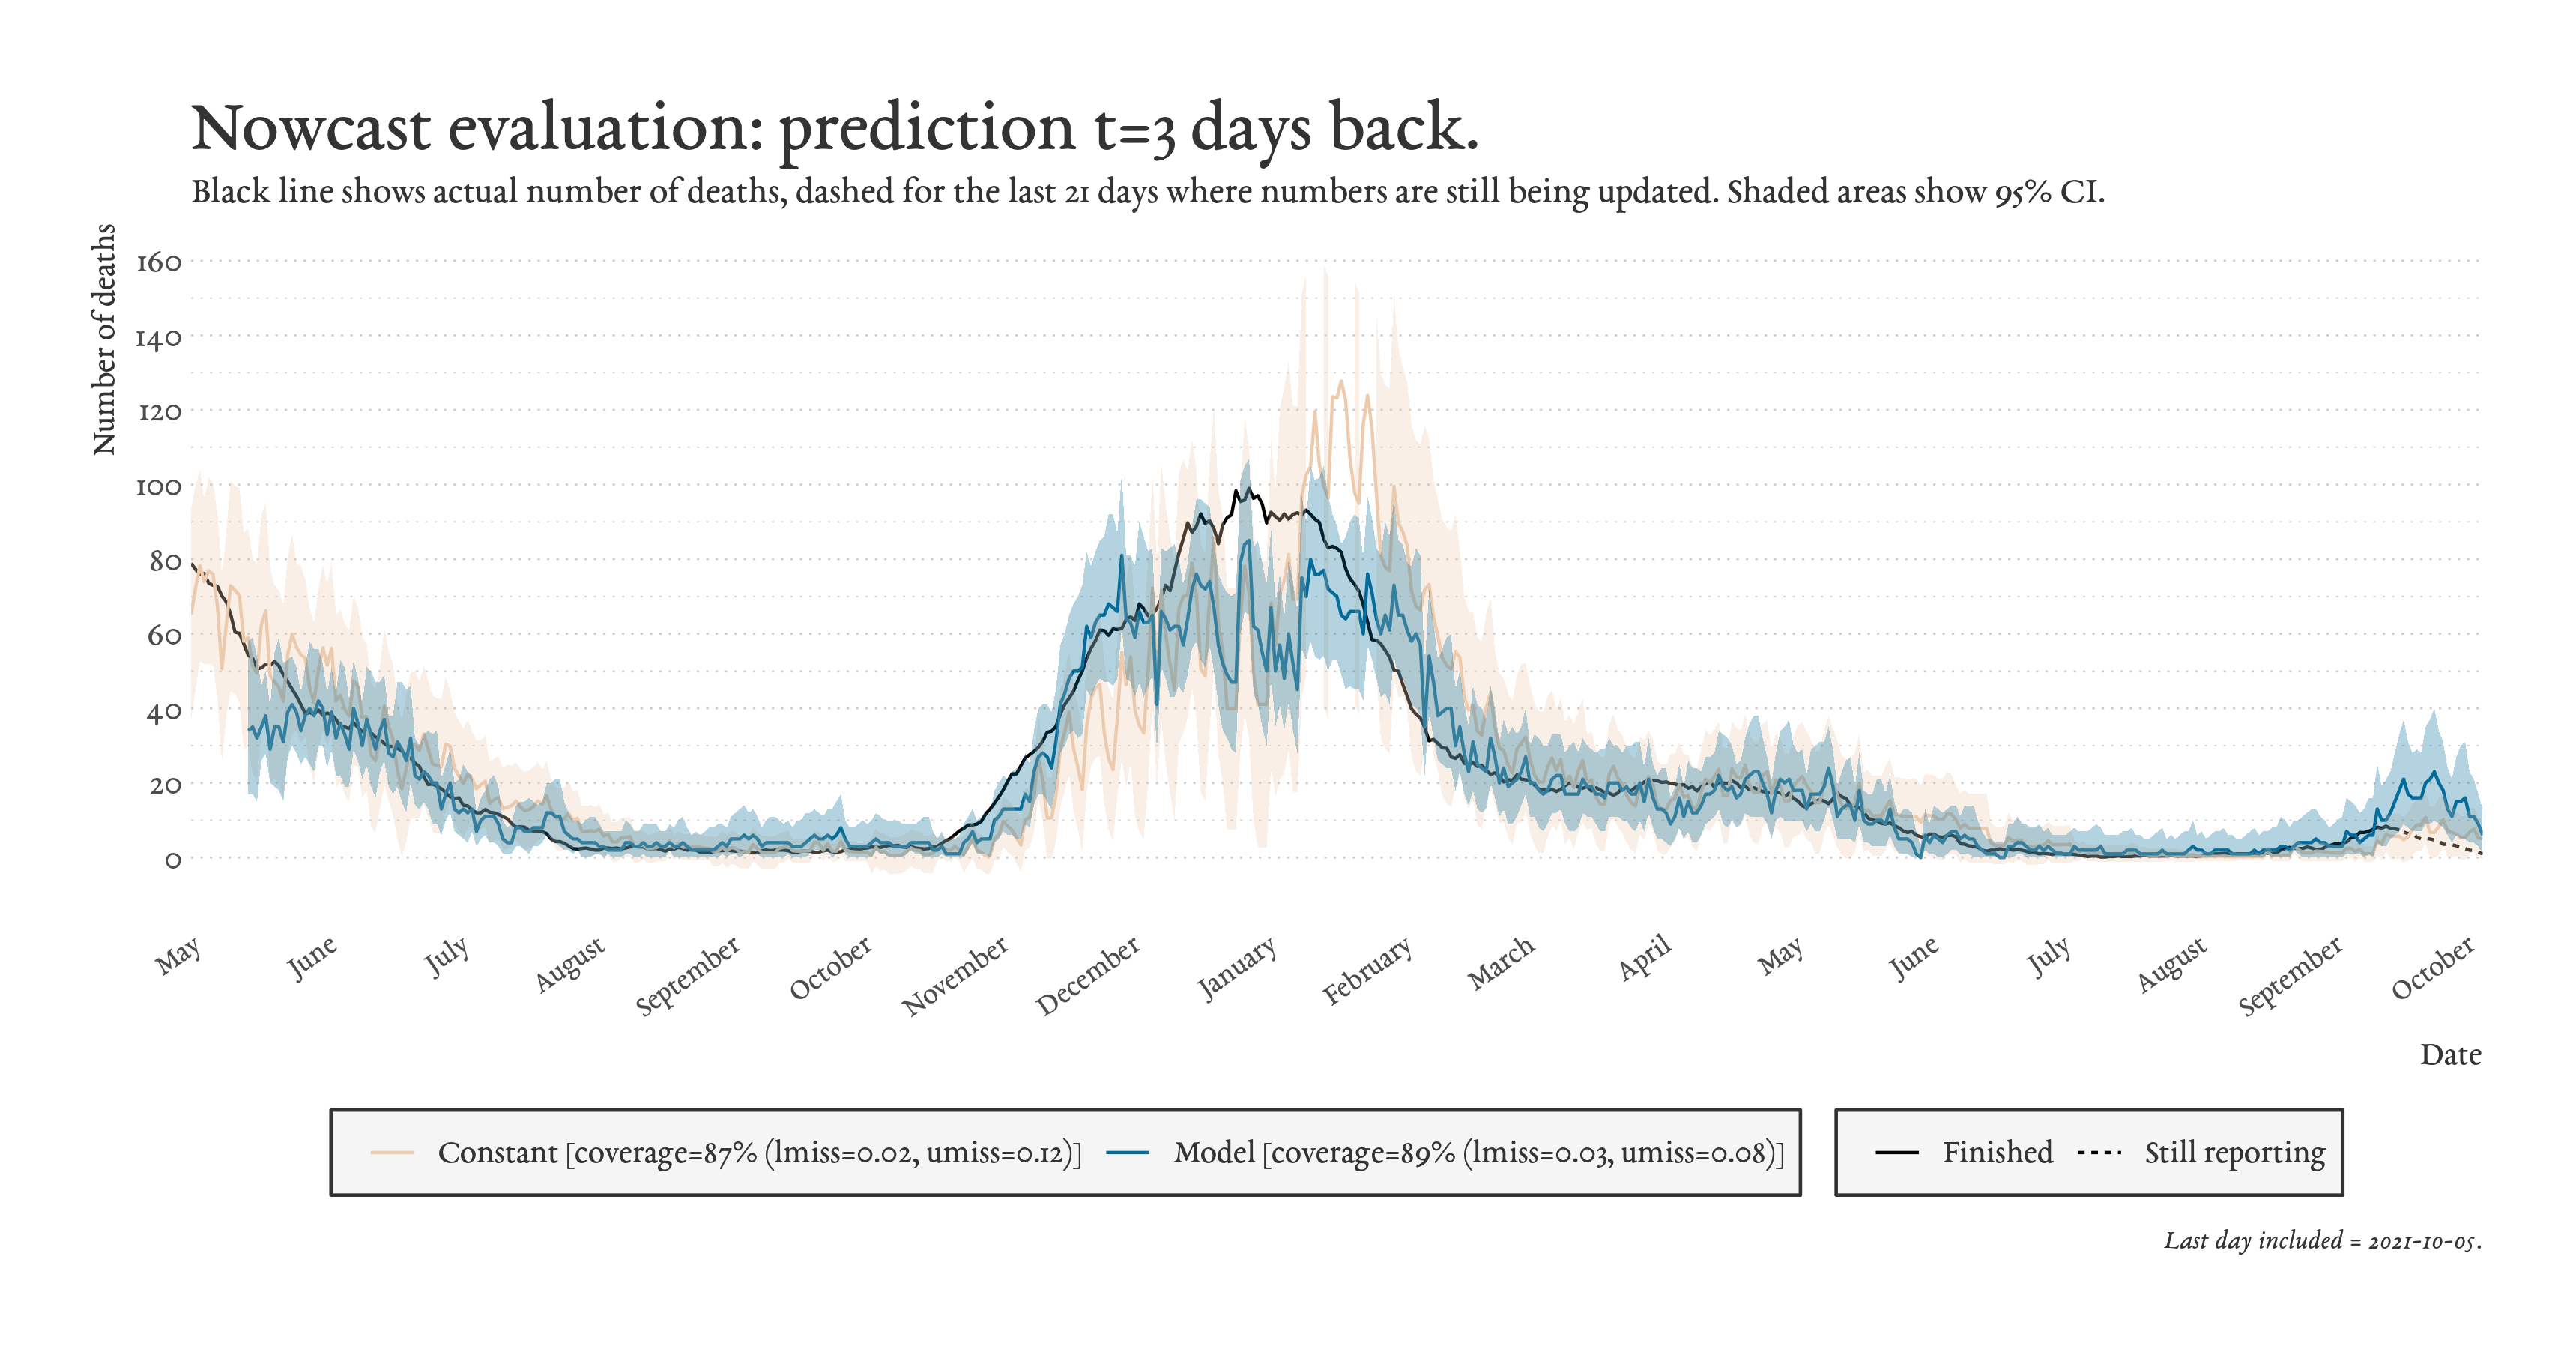 Nowcast evaluation: prediction t=3 days back.
Black line shows actual number of deaths, dashed for the last 21 days where numbers are still being updated. Shaded areas show 95% CI.
Number of deaths
160
140
120
100
80
60
40
20
0
May
June
July
August
September
October
November
December
January
February
March
April
May
June
July
August
September
October
Date
Constant [coverage=87% (lmiss=0.02, umiss=0.12)]
Model [coverage=89% (lmiss=0.03, umiss=0.08)]
Finished
Still reporting
Last day included = 2021-10-05.